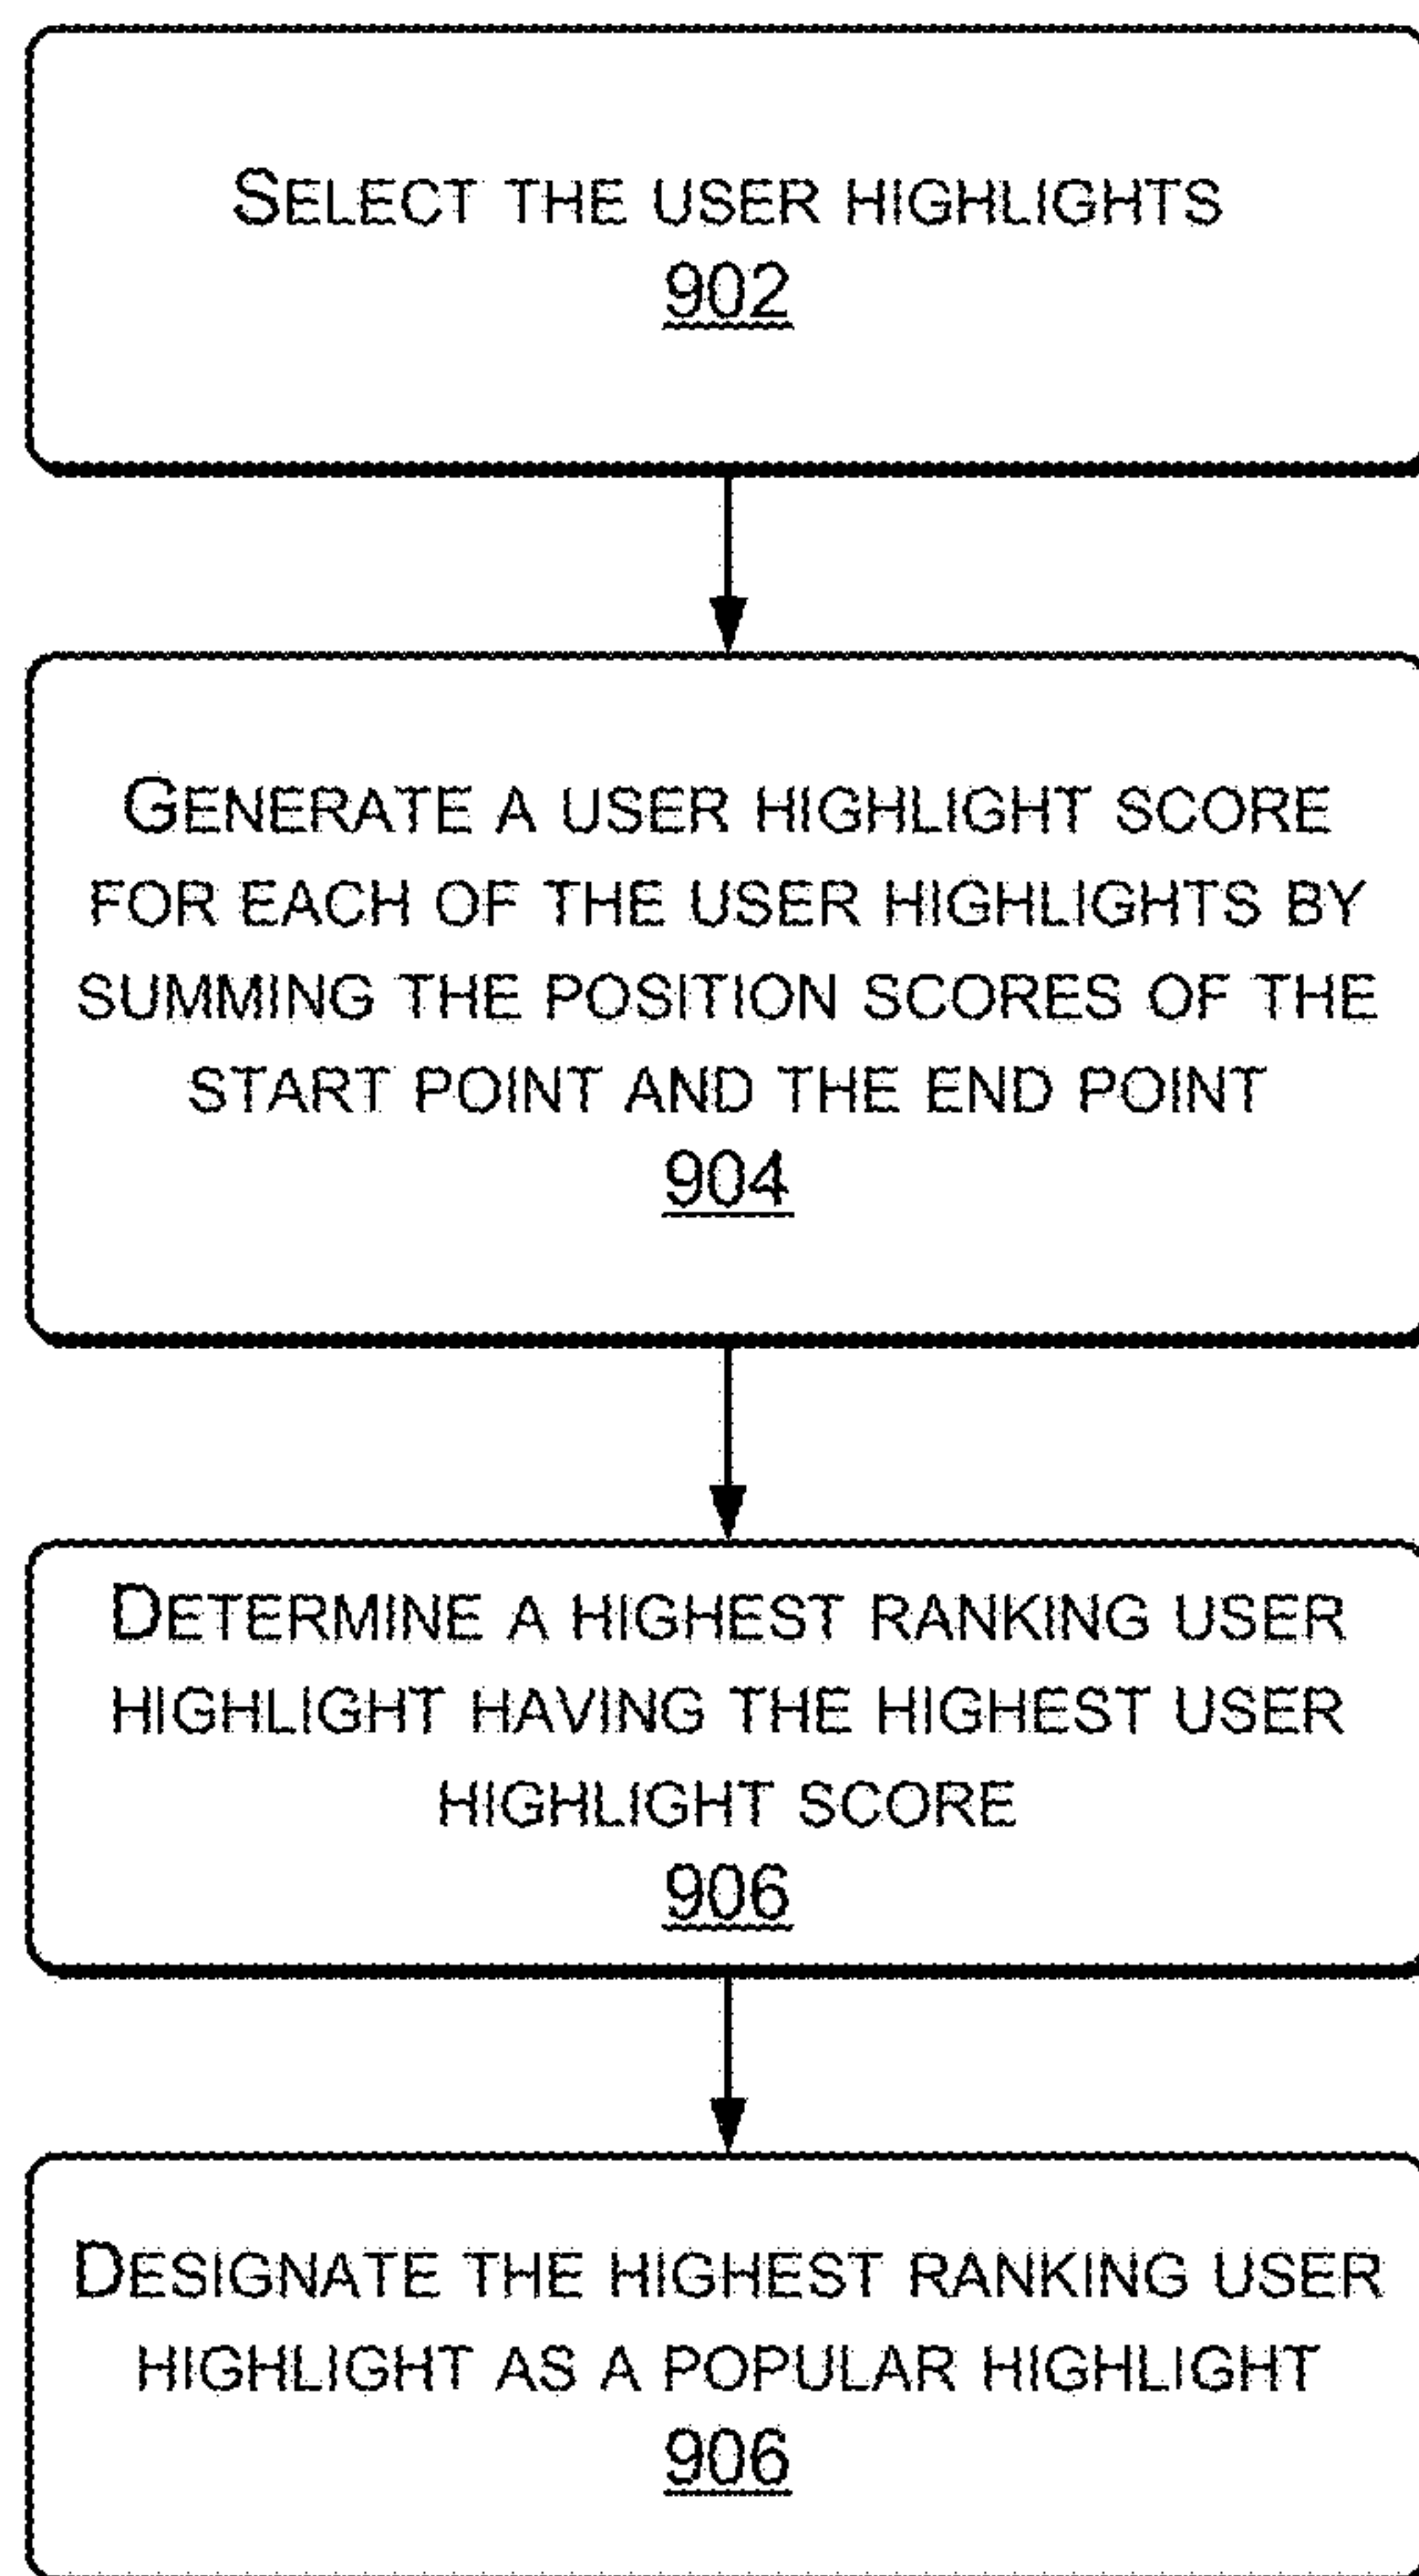 SELECT THE USER HIGHLIGHTS
902
GENERATE A USER HIGHLIGHT SCORE
FOR EACH OF THE USER HIGHLIGHTS BY
SUMMING THE POSITION SCORES OF THE
START POINT AND THE END POINT
904
DETERMINE A HIGHEST RANKING USER
HIGHLIGHT HAVING THE HIGHEST USER
HIGHLIGHT SCORE
906
DESIGNATE THE HIGHEST RANKING USER
HIGHLIGHT AS A POPULAR HIGHLIGHT
906